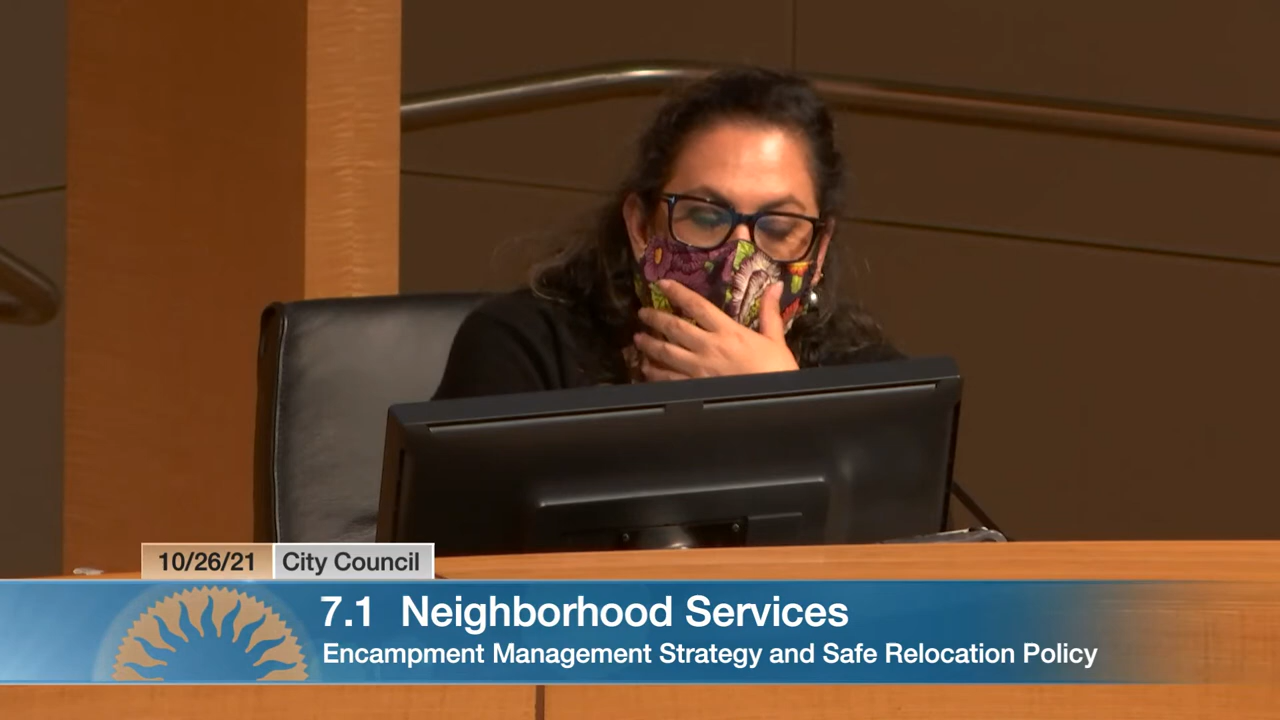 10/26/21 City Council
7.1 Neighborhood Services
Encampment Management Strategy and Safe Relocation Policy